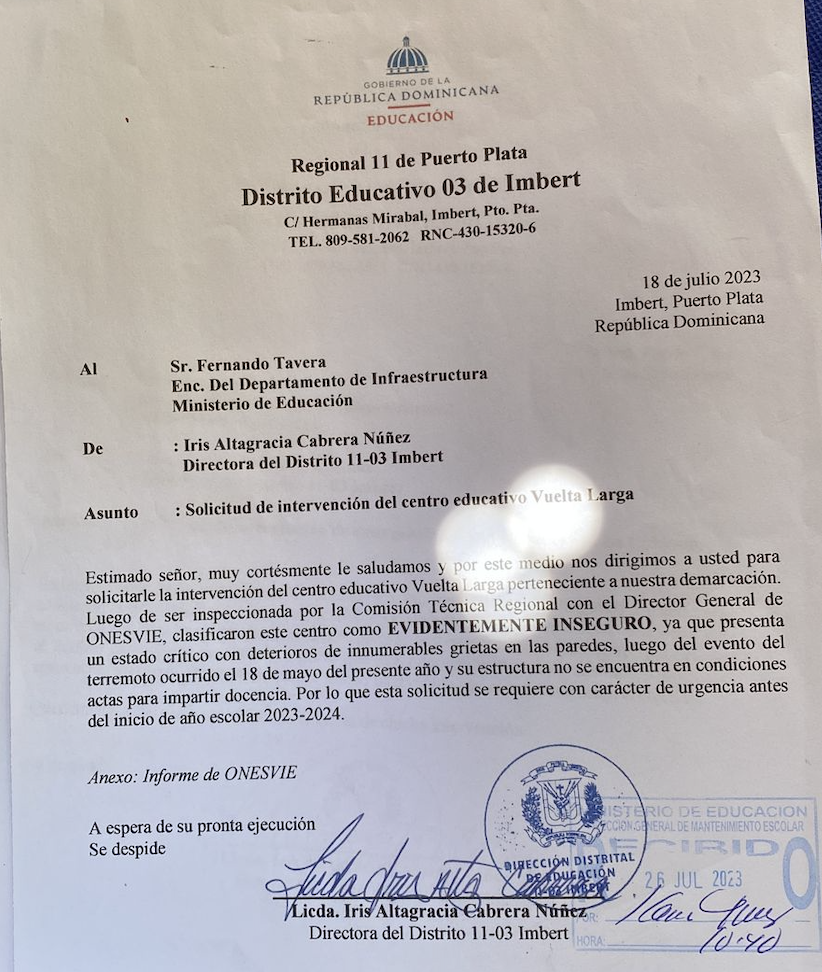 GOBIERNO DE LA
REPÚBLICA DOMINICANA
EDUCACIÓN
Regional 11 de Puerto Plata
Distrito Educativo 03 de Imbert
C/ Hermanas Mirabal, Imbert, Pto. Pta.
TEL. 809-581-2062 RNC-430-15320-6
18 de julio 2023
Imbert, Puerto Plata
República Dominicana
Al Sr. Fernando Tavera
Enc. Del Departamento de Infraestructura
Ministerio de Educación
De : Iris Altagracia Cabrera Núñez
Directora del Distrito 11-03 Imbert
Asunto : Solicitud de intervención del centro educativo Vuelta Larga
Estimado señor, muy cortésmente le saludamos y por este medio nos dirigimos a usted para
solicitarle la intervención del centro educativo Vuelta Larga perteneciente a nuestra demarcación.
Luego de ser inspeccionada por la Comisión Técnica Regional con el Director General de
ONESVIE, clasificaron este centro como EVIDENTEMENTE INSEGURO, ya que presenta
un estado crítico con deterioros de innumerables grietas en las paredes, luego del evento del
terremoto ocurrido el 18 de mayo del presente año y su estructura no se encuentra en condiciones
actas para impartir docencia. Por lo que esta solicitud se requiere con carácter de urgencia antes
del inicio de año escolar 2023-2024.
Anexo: Informe de ONESVIE
A espera de su pronta ejecución
Se despide
DIRECCIÓN DISTRITAL
DE EDUCACIÓN
IMBERT
MINISTERIO DE EDUCACION
GENERAL DE MANTENIMIENTO ESCOLAR
RECIBIDO
26 JUL 2023
POR:
HORA: 10:40
Licda. Iris Altagracia Cabrera Núñez
Directora del Distrito 11-03 Imbert